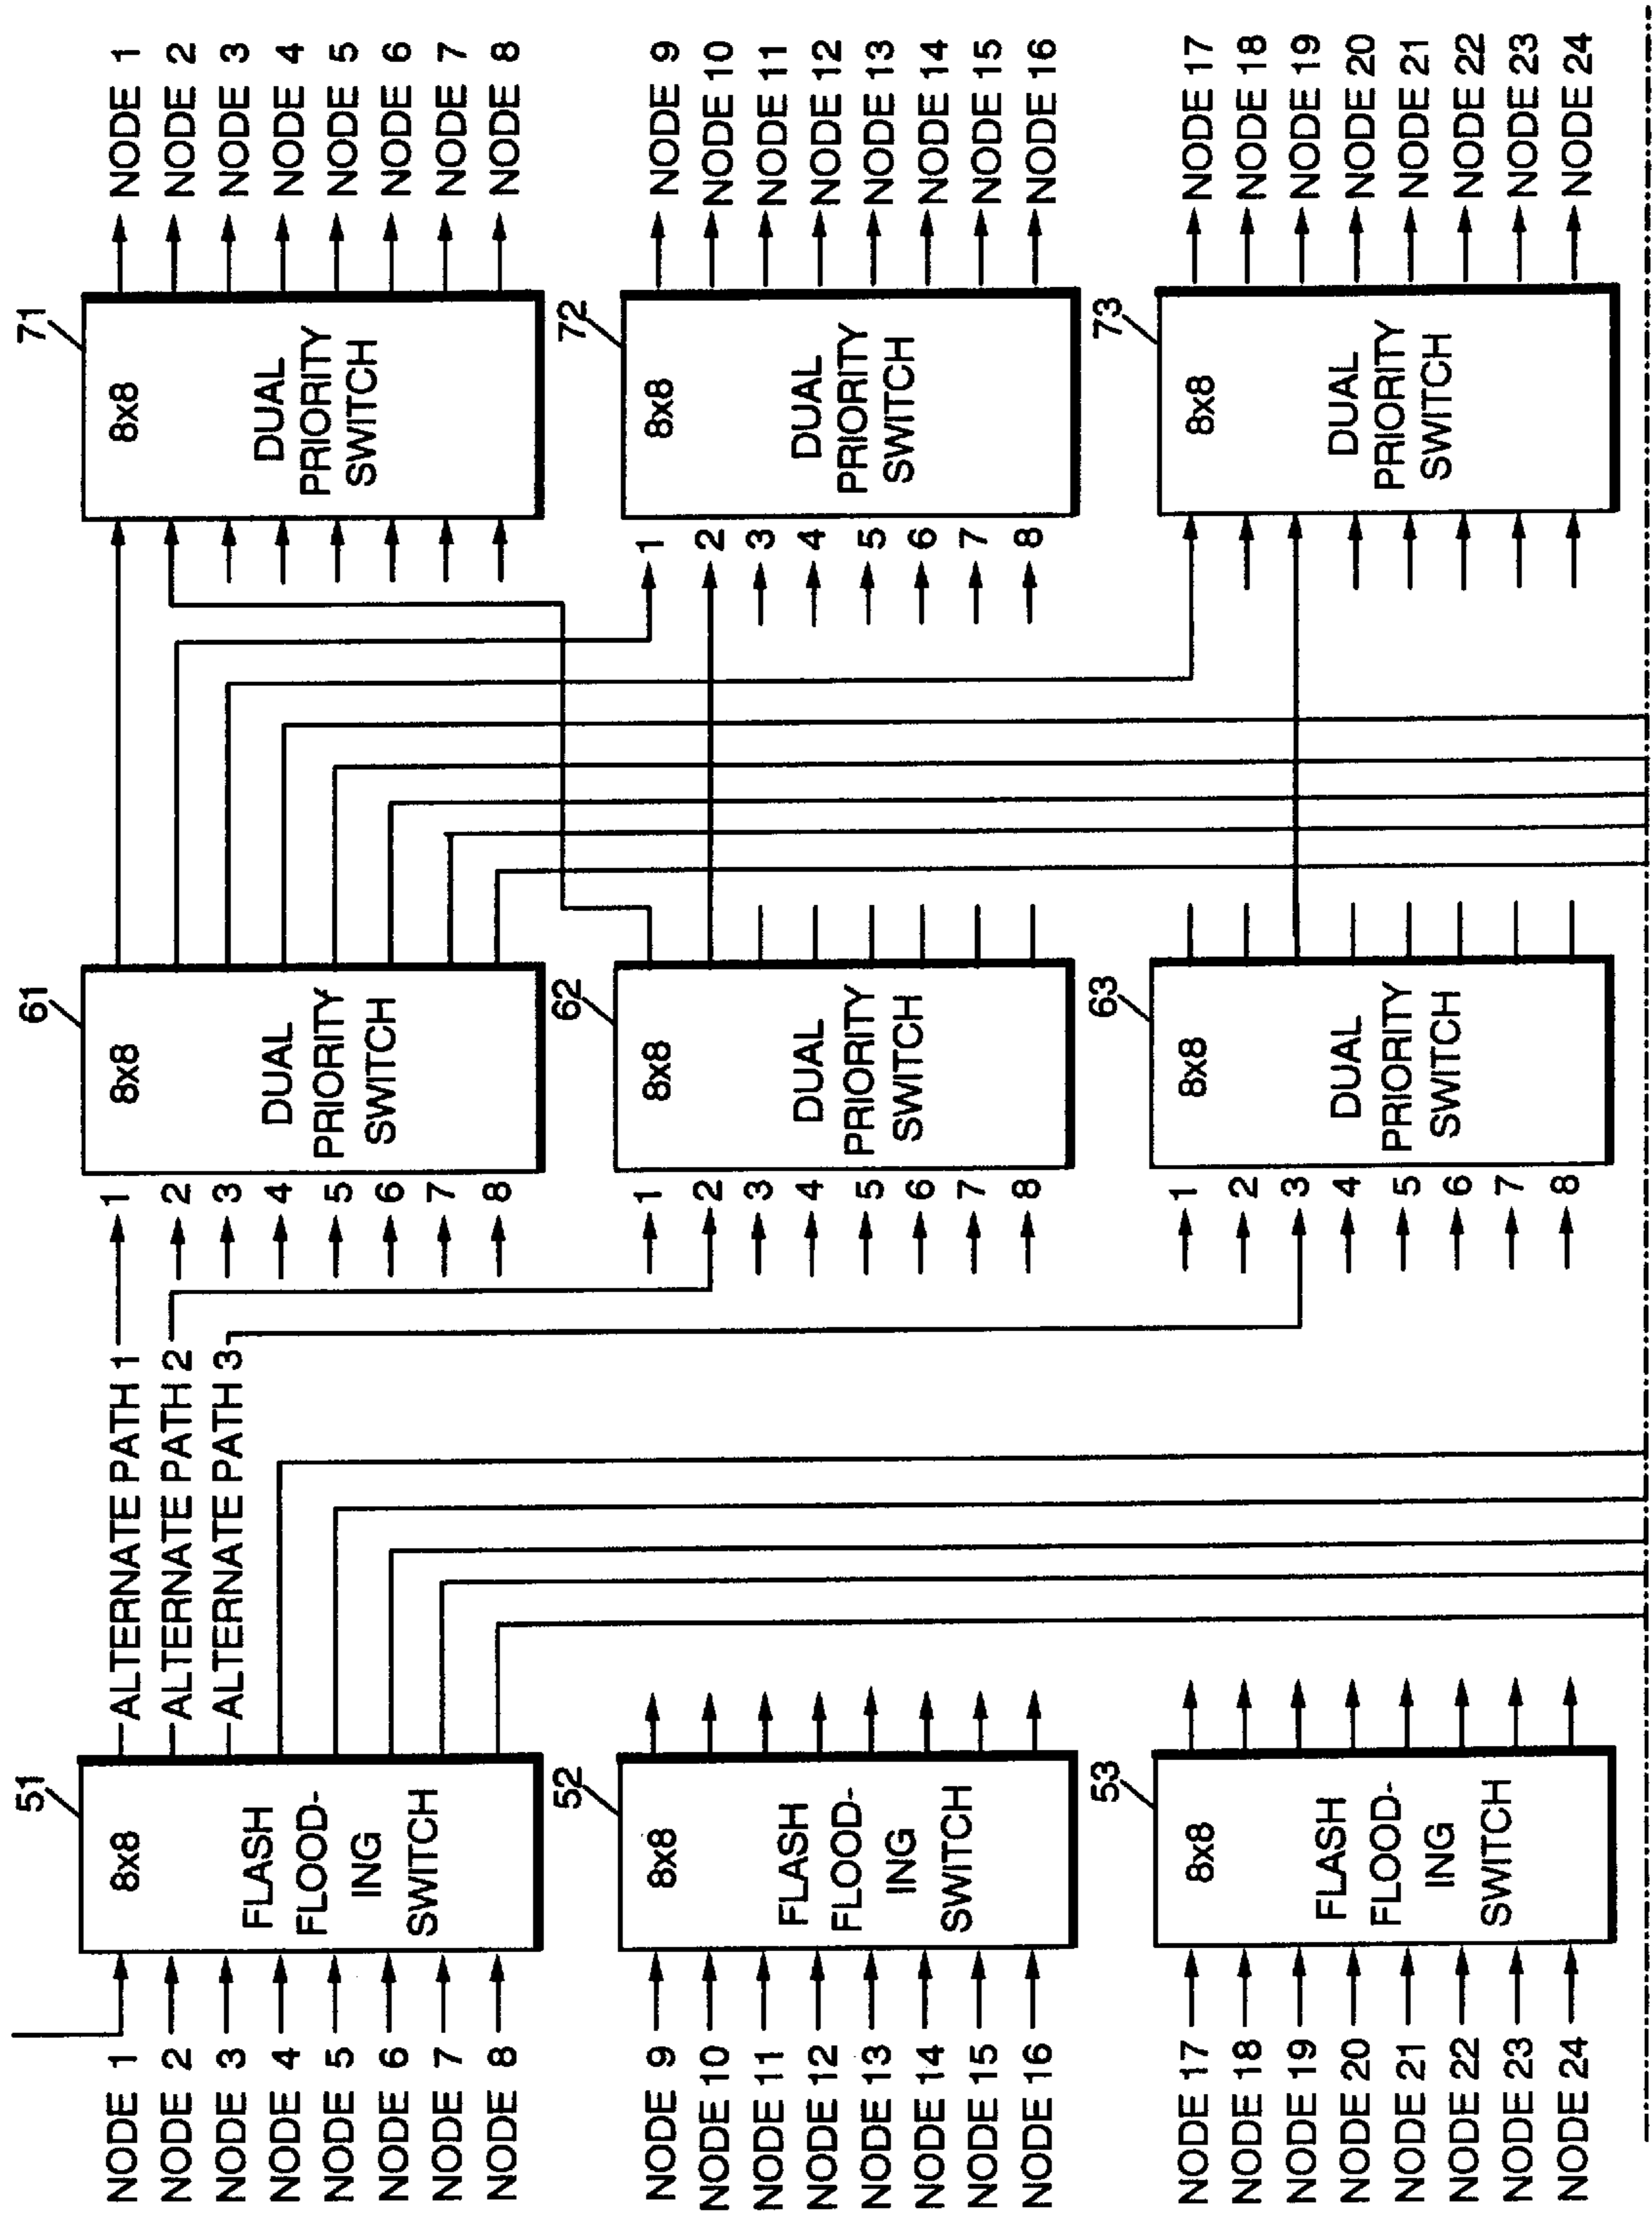 NODE 1
NODE 2
NODE 3
NODE 4
NODE 5
NODE 6
NODE 7
NODE 8
51
8x8
FLASH
FLOOD-
ING
SWITCH
ALTERNATE PATH 1
ALTERNATE PATH 2
ALTERNATE PATH 3
1
2
3
4
5
6
7
8
61
8x8
DUAL
PRIORITY
SWITCH
71
8x8
DUAL
PRIORITY
SWITCH
NODE 1
NODE 2
NODE 3
NODE 4
NODE 5
NODE 6
NODE 7
NODE 8
NODE 9
NODE 10
NODE 11
NODE 12
NODE 13
NODE 14
NODE 15
NODE 16
52
8x8
FLASH
FLOOD-
ING
SWITCH
1
2
3
4
5
6
7
8
62
8x8
DUAL
PRIORITY
SWITCH
1
2
3
4
5
6
7
8
72
8x8
DUAL
PRIORITY
SWITCH
NODE 9
NODE 10
NODE 11
NODE 12
NODE 13
NODE 14
NODE 15
NODE 16
NODE 17
NODE 18
NODE 19
NODE 20
NODE 21
NODE 22
NODE 23
NODE 24
53
8x8
FLASH
FLOOD-
ING
SWITCH
1
2
3
4
5
6
7
8
63
8x8
DUAL
PRIORITY
SWITCH
73
8x8
DUAL
PRIORITY
SWITCH
NODE 17
NODE 18
NODE 19
NODE 20
NODE 21
NODE 22
NODE 23
NODE 24